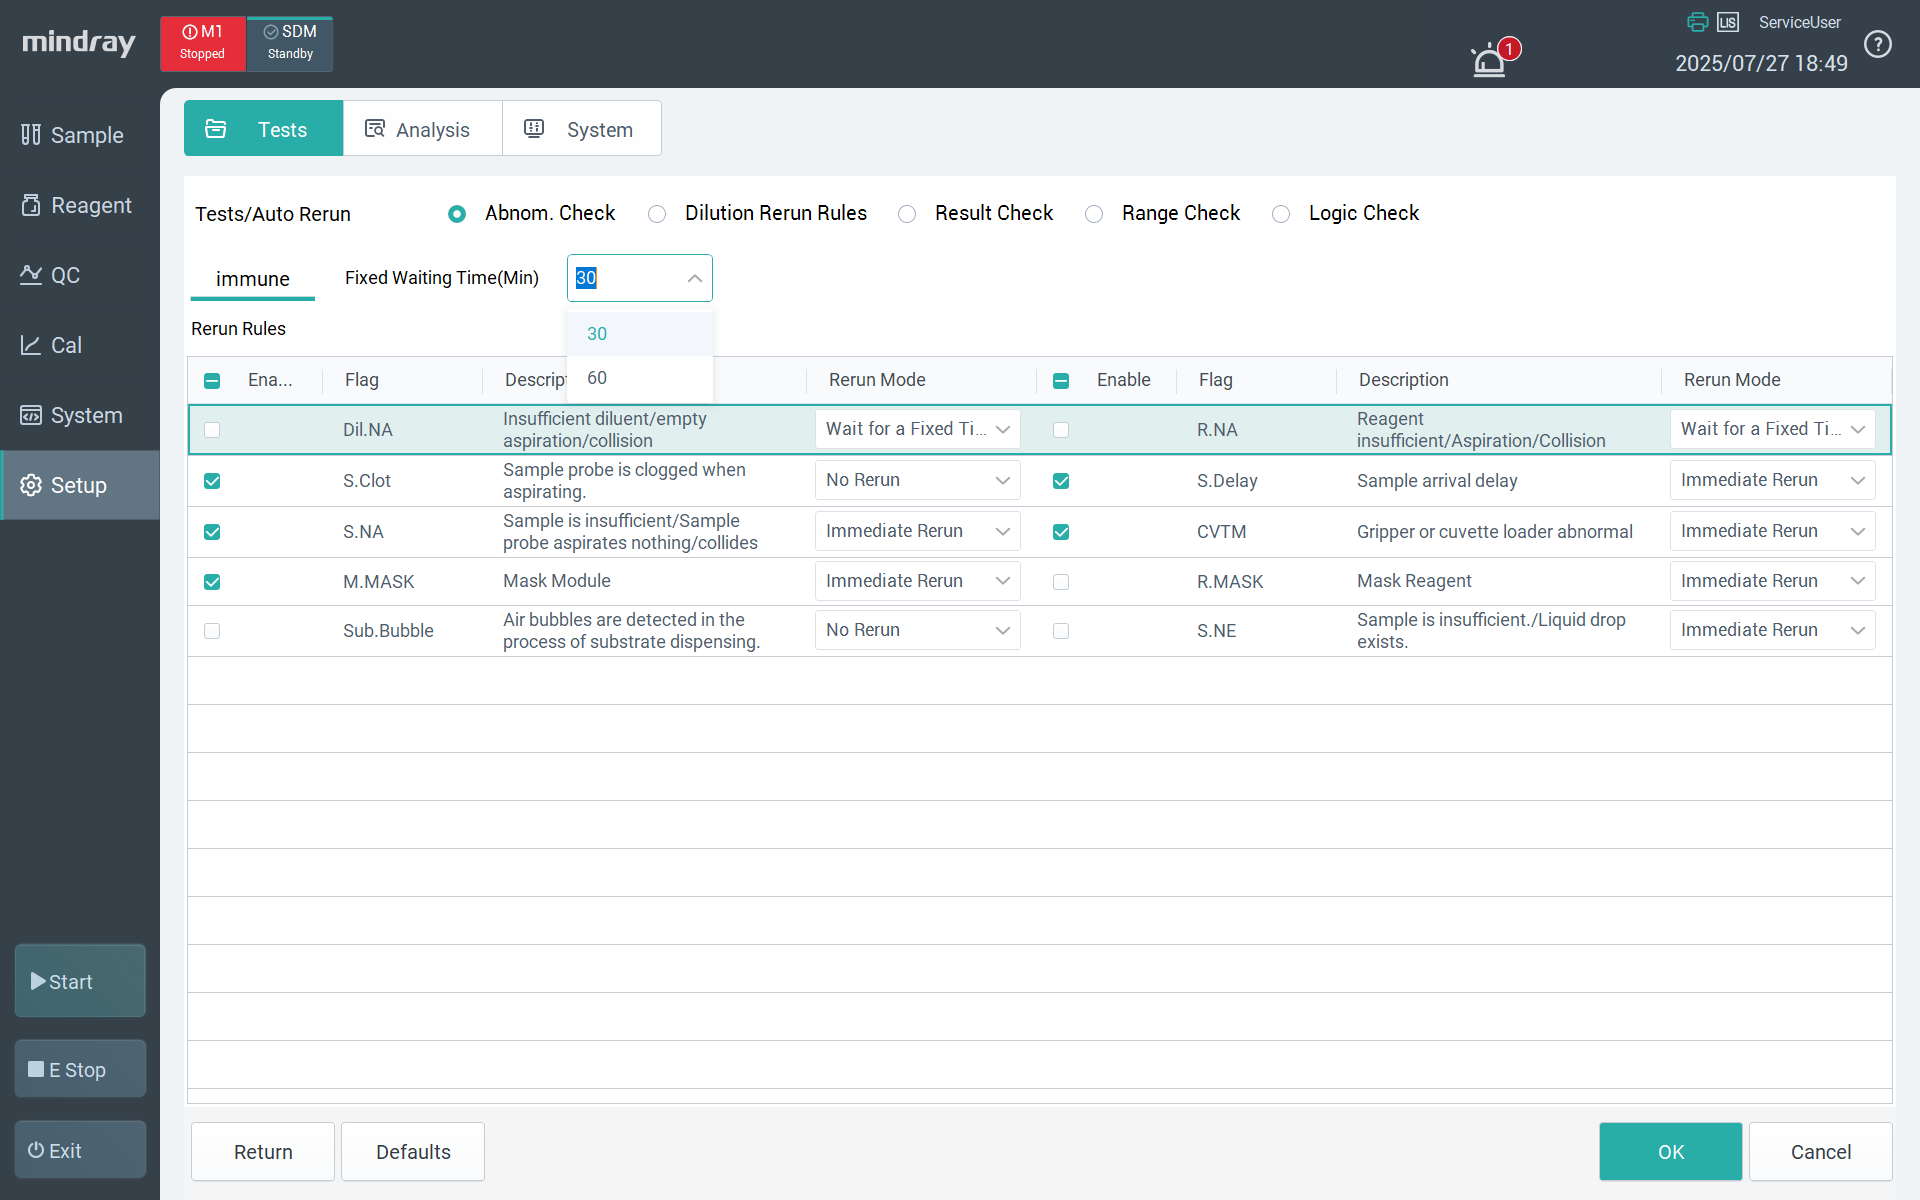 mindray
M1
Stopped
SDM
Standby
1
LIS
ServiceUser
2025/07/27 18:49
?
Sample
Reagent
QC
Cal
System
Setup
Start
E Stop
Exit
Tests
Analysis
System
Tests/Auto Rerun
Abnom. Check
Dilution Rerun Rules
Result Check
Range Check
Logic Check
immune
Fixed Waiting Time(Min)
30
30
60
Rerun Rules
Ena... Flag Descrip Rerun Mode Enable Flag Description Rerun Mode
Dil.NA
Insufficient diluent/empty
aspiration/collision
Wait for a Fixed Ti...
R.NA
Reagent
insufficient/Aspiration/Collision
Wait for a Fixed Ti...
S.Clot
Sample probe is clogged when
aspirating.
No Rerun
S.Delay
Sample arrival delay
Immediate Rerun
S.NA
Sample is insufficient/Sample
probe aspirates nothing/collides
Immediate Rerun
CVTM
Gripper or cuvette loader abnormal
Immediate Rerun
M.MASK
Mask Module
Immediate Rerun
R.MASK
Mask Reagent
Immediate Rerun
Sub.Bubble
Air bubbles are detected in the
process of substrate dispensing.
No Rerun
S.NE
Sample is insufficient./Liquid drop
exists.
Immediate Rerun
Return
Defaults
OK
Cancel